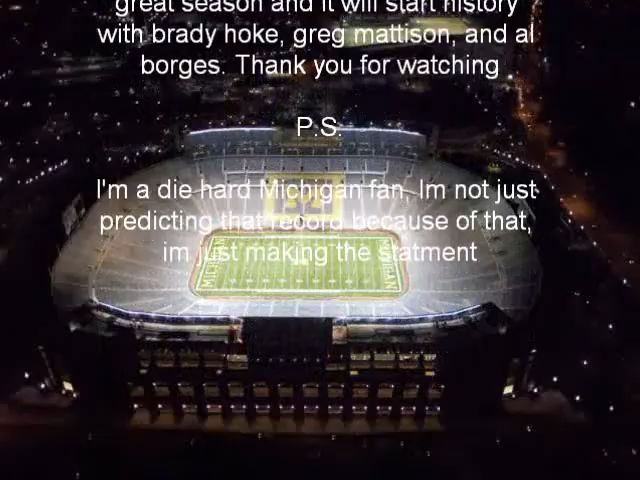 great season and it will start history
with brady hoke, greg mattison, and al
borges. Thank you for watching
P.S.
I'm a die hard Michigan fan. Im not just
predicting that record because of that,
im just making the statment
MICHIGAN